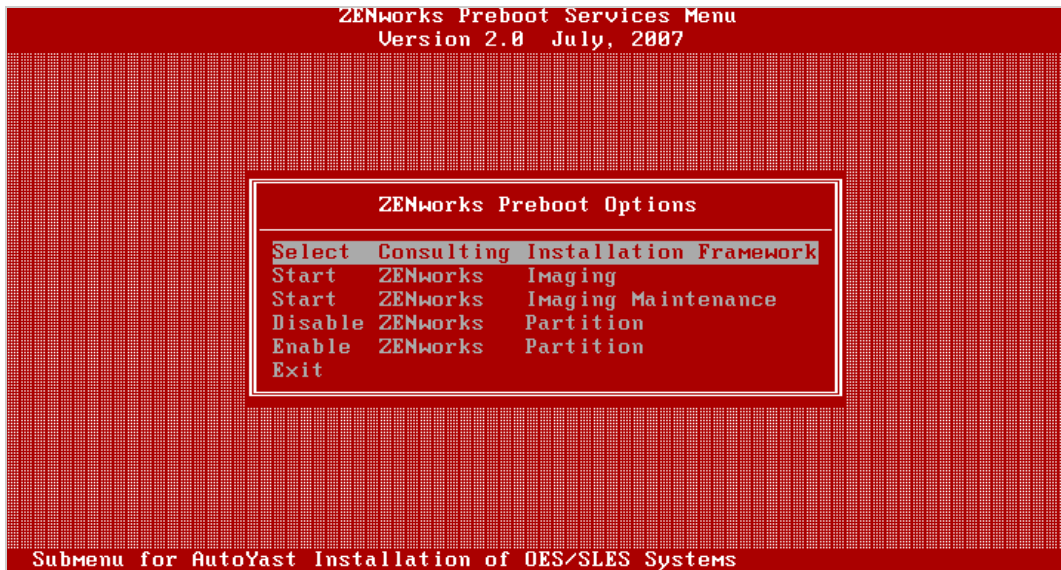 ZENworks Preboot Services Menu
Version 2.0 July, 2007
ZENworks Preboot Options
Select Consulting Installation Framework
Start ZENworks Imaging
Start ZENworks Imaging Maintenance
Disable ZENworks Partition
Enable ZENworks Partition
Exit
Submenu for AutoYast Installation of OES/SLES Systems